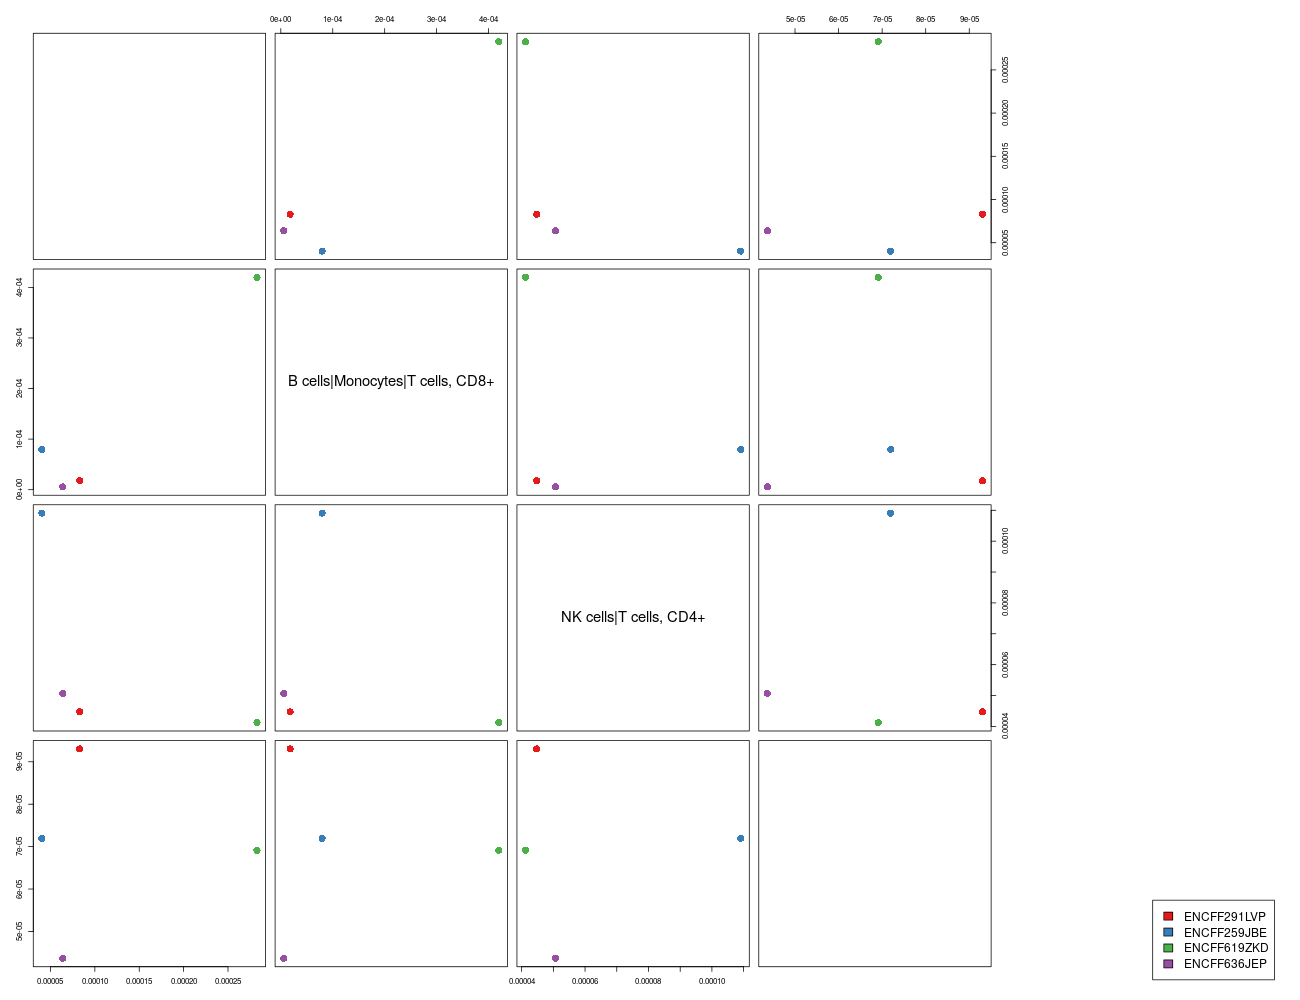 0e+00 1e-04 2e-04 3e-04 4e-04
5e-05 6e-05 7e-05 8e-05 9e-05
0.00005 0.00010 0.00015 0.00020 0.00025
0e+00 1e-04 2e-04 3e-04 4e-04
B cells|Monocytes|T cells, CD8+
NK cells|T cells, CD4+
0.00004 0.00006 0.00008 0.00010
5e-05 6e-05 7e-05 8e-05 9e-05
0.00005 0.00010 0.00015 0.00020 0.00025
0.00004 0.00006 0.00008 0.00010
ENCFF291LVP
ENCFF259JBE
ENCFF619ZKD
ENCFF636JEP